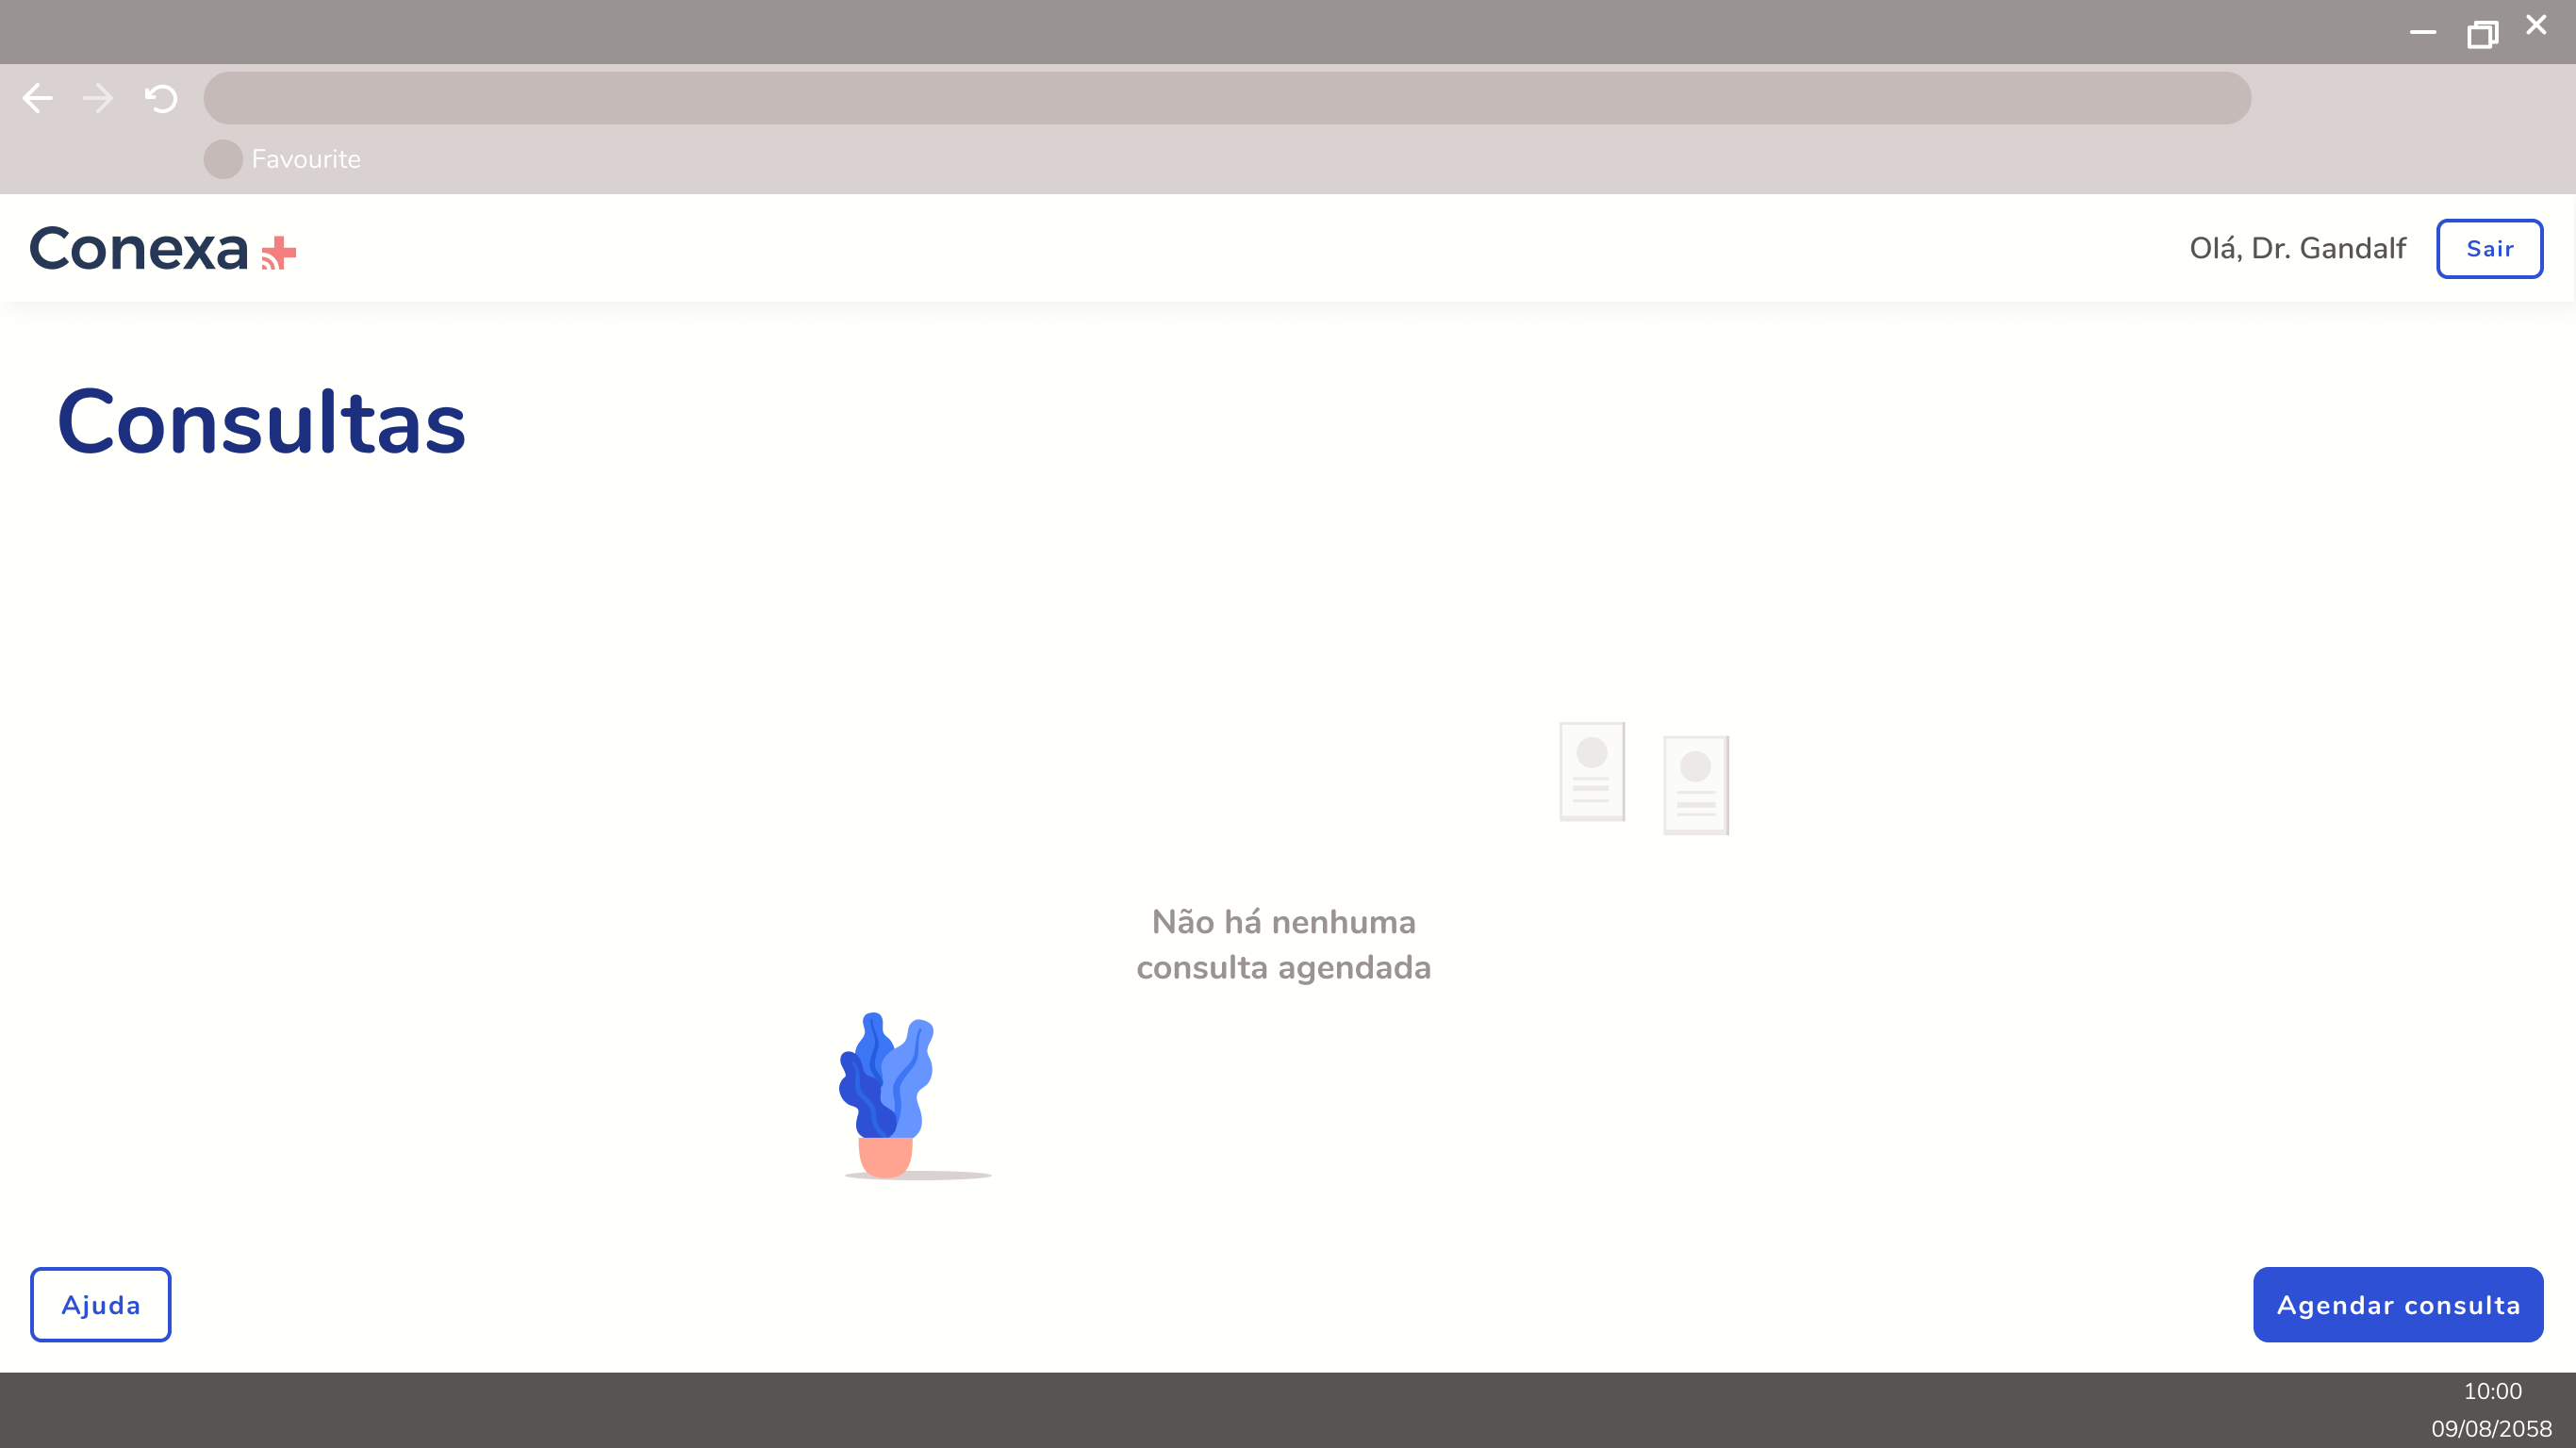 Favourite
Conexa
Olá, Dr. Gandalf
Sair
Consultas
Não há nenhuma
consulta agendada
Ajuda
Agendar consulta
10:00
09/08/2058